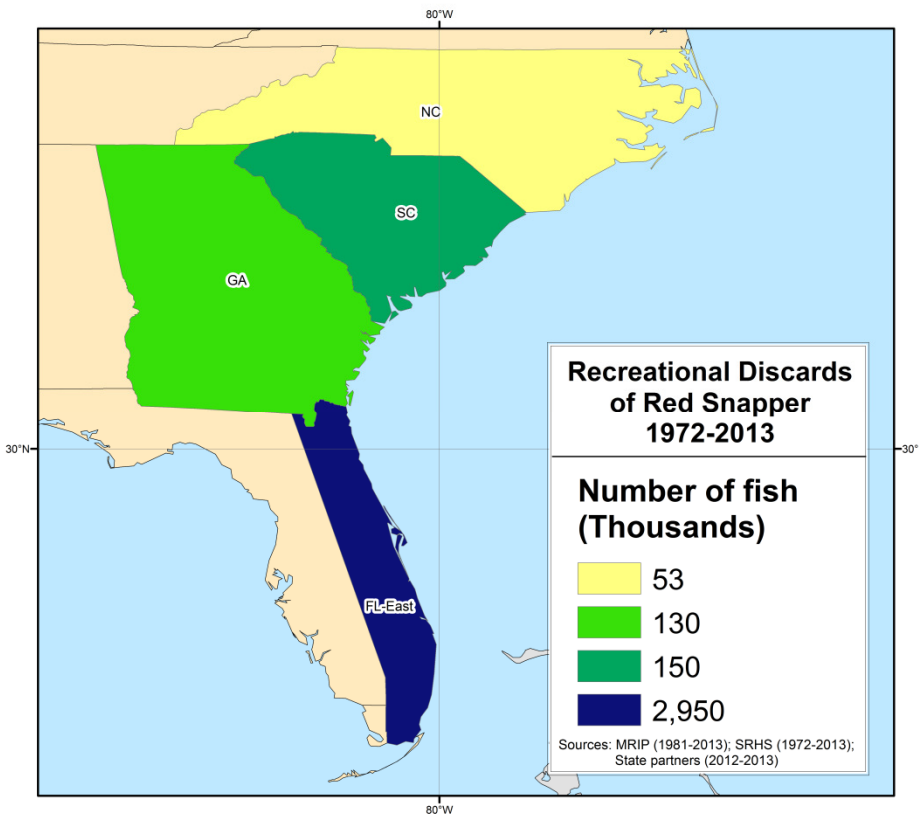 80°W
NC
SC
GA
30°N
30°
FL-East
Recreational Discards
of Red Snapper
1972-2013
Number of fish
(Thousands)
53
130
150
2,950
Sources: MRIP (1981-2013); SRHS (1972-2013);
State partners (2012-2013)
80°W